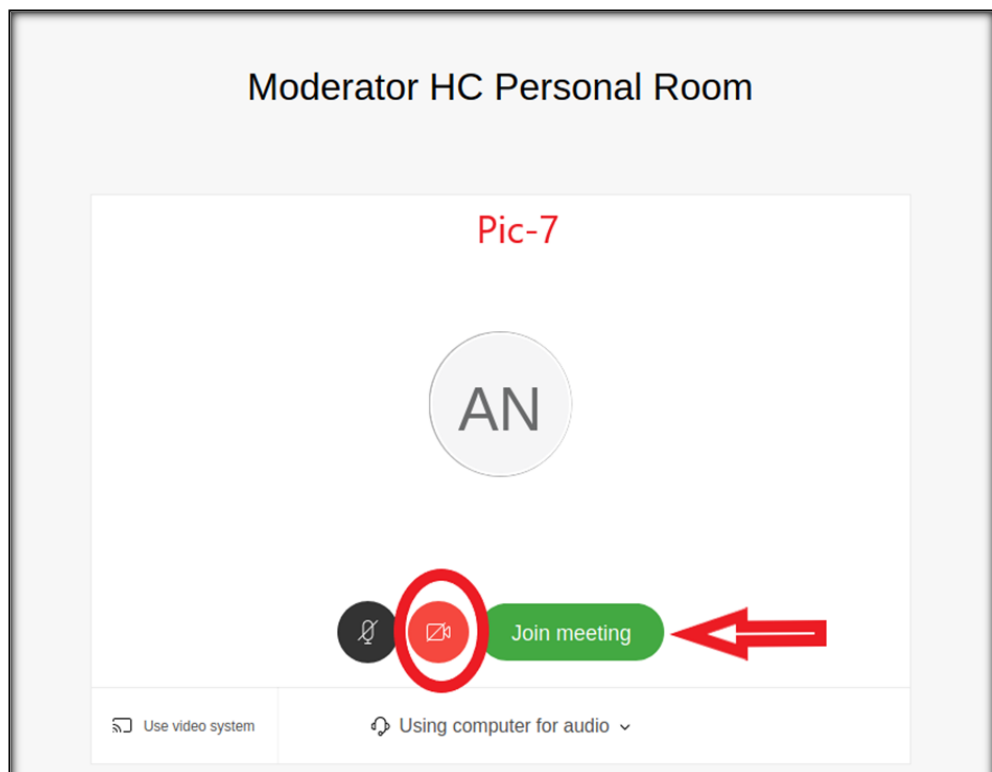 Moderator HC Personal Room
Pic-7
AN
Join meeting
Use video system
Using computer for audio